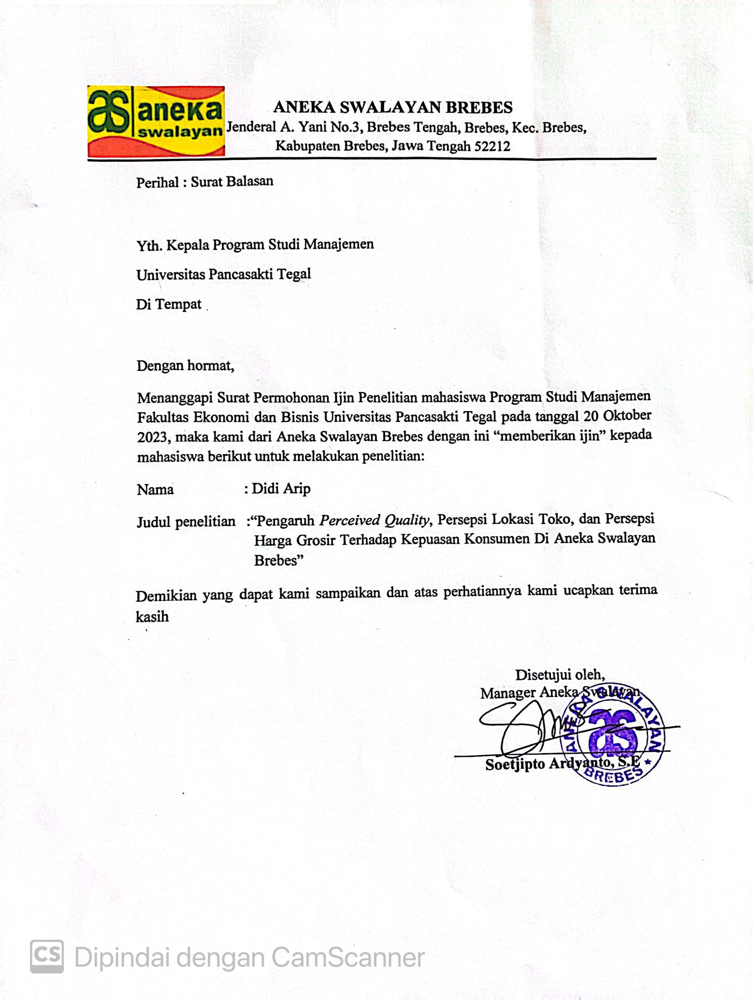 as aneka
swalayan
ANEKA SWALAYAN BREBES
Jenderal A. Yani No.3, Brebes Tengah, Brebes, Kec. Brebes,
Kabupaten Brebes, Jawa Tengah 52212
Perihal : Surat Balasan
Yth. Kepala Program Studi Manajemen
Universitas Pancasakti Tegal
Di Tempat
Dengan hormat,
Menanggapi Surat Permohonan Ijin Penelitian mahasiswa Program Studi Manajemen
Fakultas Ekonomi dan Bisnis Universitas Pancasakti Tegal pada tanggal 20 Oktober
2023, maka kami dari Aneka Swalayan Brebes dengan ini “memberikan ijin” kepada
mahasiswa berikut untuk melakukan penelitian:
Nama : Didi Arip
Judul penelitian :“Pengaruh Perceived Quality, Persepsi Lokasi Toko, dan Persepsi
Harga Grosir Terhadap Kepuasan Konsumen Di Aneka Swalayan
Brebes”
Demikian yang dapat kami sampaikan dan atas perhatiannya kami ucapkan terima
kasih
Disetujui oleh,
Manager Aneka Swalayan
ANEKA SWALAYAN
as
Soetjipto Ardyanto, S.E
BREBES
CS Dipindai dengan CamScanner